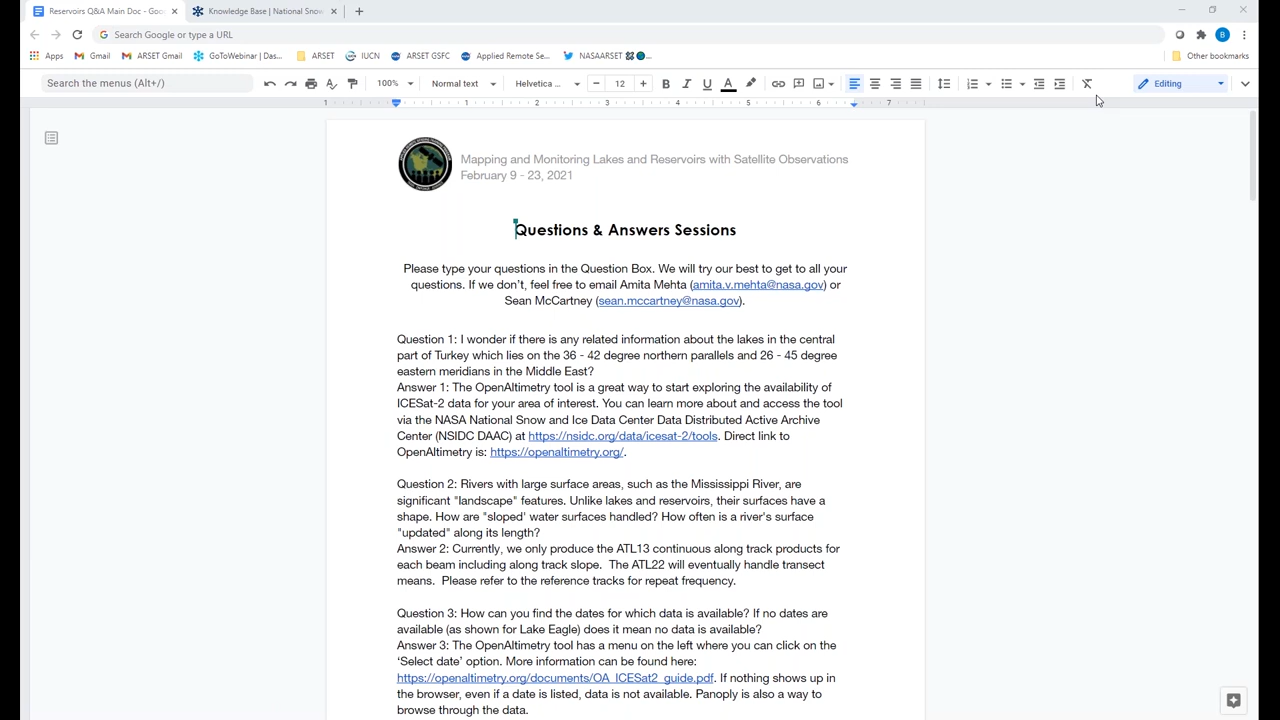 Reservoirs Q&A Main Doc - Goo
Knowledge Base | National Snow
Search Google or type a URL
B
Apps
Gmail
ARSET Gmail
GoToWebinar | Das...
ARSET
IUCN
ARSET GSFC
Applied Remote Se...
NASAARSET
Other bookmarks
Search the menus (Alt+/)
100%
Normal text
Helvetica ...
12
B
I
U
A
Editing
1 1 2 3 4 5 6 7
Mapping and Monitoring Lakes and Reservoirs with Satellite Observations
February 9 - 23, 2021
Questions & Answers Sessions
Please type your questions in the Question Box. We will try our best to get to all your
questions. If we don't, feel free to email Amita Mehta (amita.v.mehta@nasa.gov) or
Sean McCartney (sean.mccartney@nasa.gov).
Question 1: I wonder if there is any related information about the lakes in the central
part of Turkey which lies on the 36 - 42 degree northern parallels and 26 - 45 degree
eastern meridians in the Middle East?
Answer 1: The OpenAltimetry tool is a great way to start exploring the availability of
ICESat-2 data for your area of interest. You can learn more about and access the tool
via the NASA National Snow and Ice Data Center Data Distributed Active Archive
Center (NSIDC DAAC) at https://nsidc.org/data/icesat-2/tools. Direct link to
OpenAltimetry is: https://openaltimetry.org/.
Question 2: Rivers with large surface areas, such as the Mississippi River, are
significant "landscape" features. Unlike lakes and reservoirs, their surfaces have a
shape. How are "sloped' water surfaces handled? How often is a river's surface
"updated" along its length?
Answer 2: Currently, we only produce the ATL13 continuous along track products for
each beam including along track slope.  The ATL22 will eventually handle transect
means.  Please refer to the reference tracks for repeat frequency.
Question 3: How can you find the dates for which data is available? If no dates are
available (as shown for Lake Eagle) does it mean no data is available?
Answer 3: The OpenAltimetry tool has a menu on the left where you can click on the
'Select date' option. More information can be found here:
https://openaltimetry.org/documents/OA_ICESat2_guide.pdf. If nothing shows up in
the browser, even if a date is listed, data is not available. Panoply is also a way to
browse through the data.